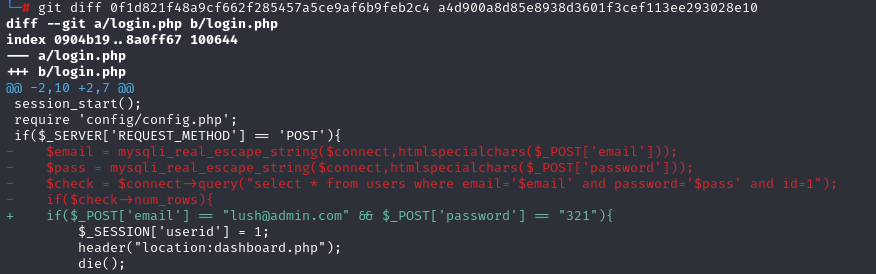 └─# git diff 0f1d821f48a9cf662f285457a5ce9af6b9feb2c4 a4d900a8d85e8938d3601f3cef113ee293028e10
diff --git a/login.php b/login.php
index 0904b19..8a0ff67 100644
--- a/login.php
+++ b/login.php
@@ -2,10 +2,7 @@
 session_start();
 require 'config/config.php';
 if($_SERVER['REQUEST_METHOD'] == 'POST'){
-    $email = mysqli_real_escape_string($connect,htmlspecialchars($_POST['email']));
-    $pass = mysqli_real_escape_string($connect,htmlspecialchars($_POST['password']));
-    $check = $connect->query("select * from users where email='$email' and password='$pass' and id=1");
-    if($check->num_rows){
+    if($_POST['email'] == "lush@admin.com" && $_POST['password'] == "321"){
         $_SESSION['userid'] = 1;
         header("location:dashboard.php");
         die();